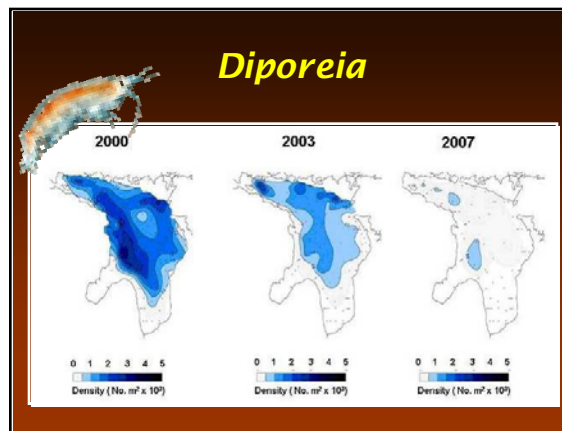 Diporeia
2000 2003 2007
0 1 2 3 4 5 0 1 2 3 4 5 0 1 2 3 4 5
Density ( No. m² x 10³) Density ( No. m² x 10³) Density ( No. m² x 10³)